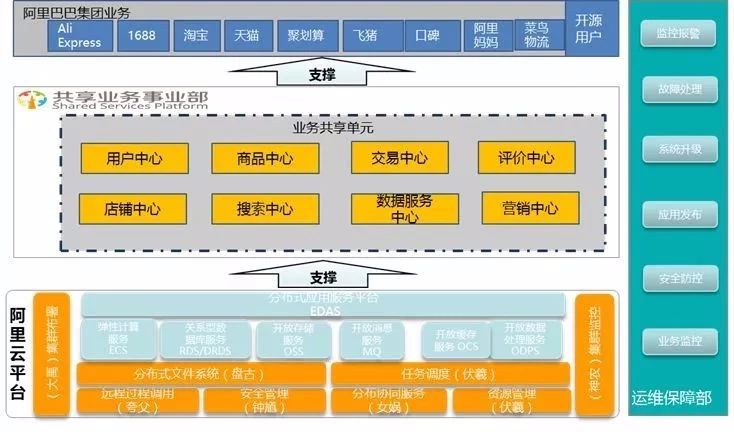 阿里巴巴集团业务
Ali
Express
1688
淘宝
天猫
聚划算
飞猪
口碑
阿里
妈妈
菜鸟
物流
开源
用户
支撑
共享业务事业部
Shared Services Platform
业务共享单元
用户中心
商品中心
交易中心
评价中心
店铺中心
搜索中心
数据服务
中心
营销中心
支撑
阿里云平台
（大禹）集群布署
分布式应用服务平台
EDAS
弹性计算
服务
ECS
关系型数
据库服务
RDS/DRDS
开放存储
服务
OSS
开放消息
服务
MQ
开放缓存
服务 OCS
开放数据
处理服务
ODPS
分布式文件系统（盘古）
任务调度（伏羲）
远程过程调用
（夸父）
安全管理
（钟馗）
分布协同服务
（女娲）
资源管理
（伏羲）
（神农）集群监控
监控报警
故障处理
系统升级
应用发布
安全防控
业务监控
运维保障部